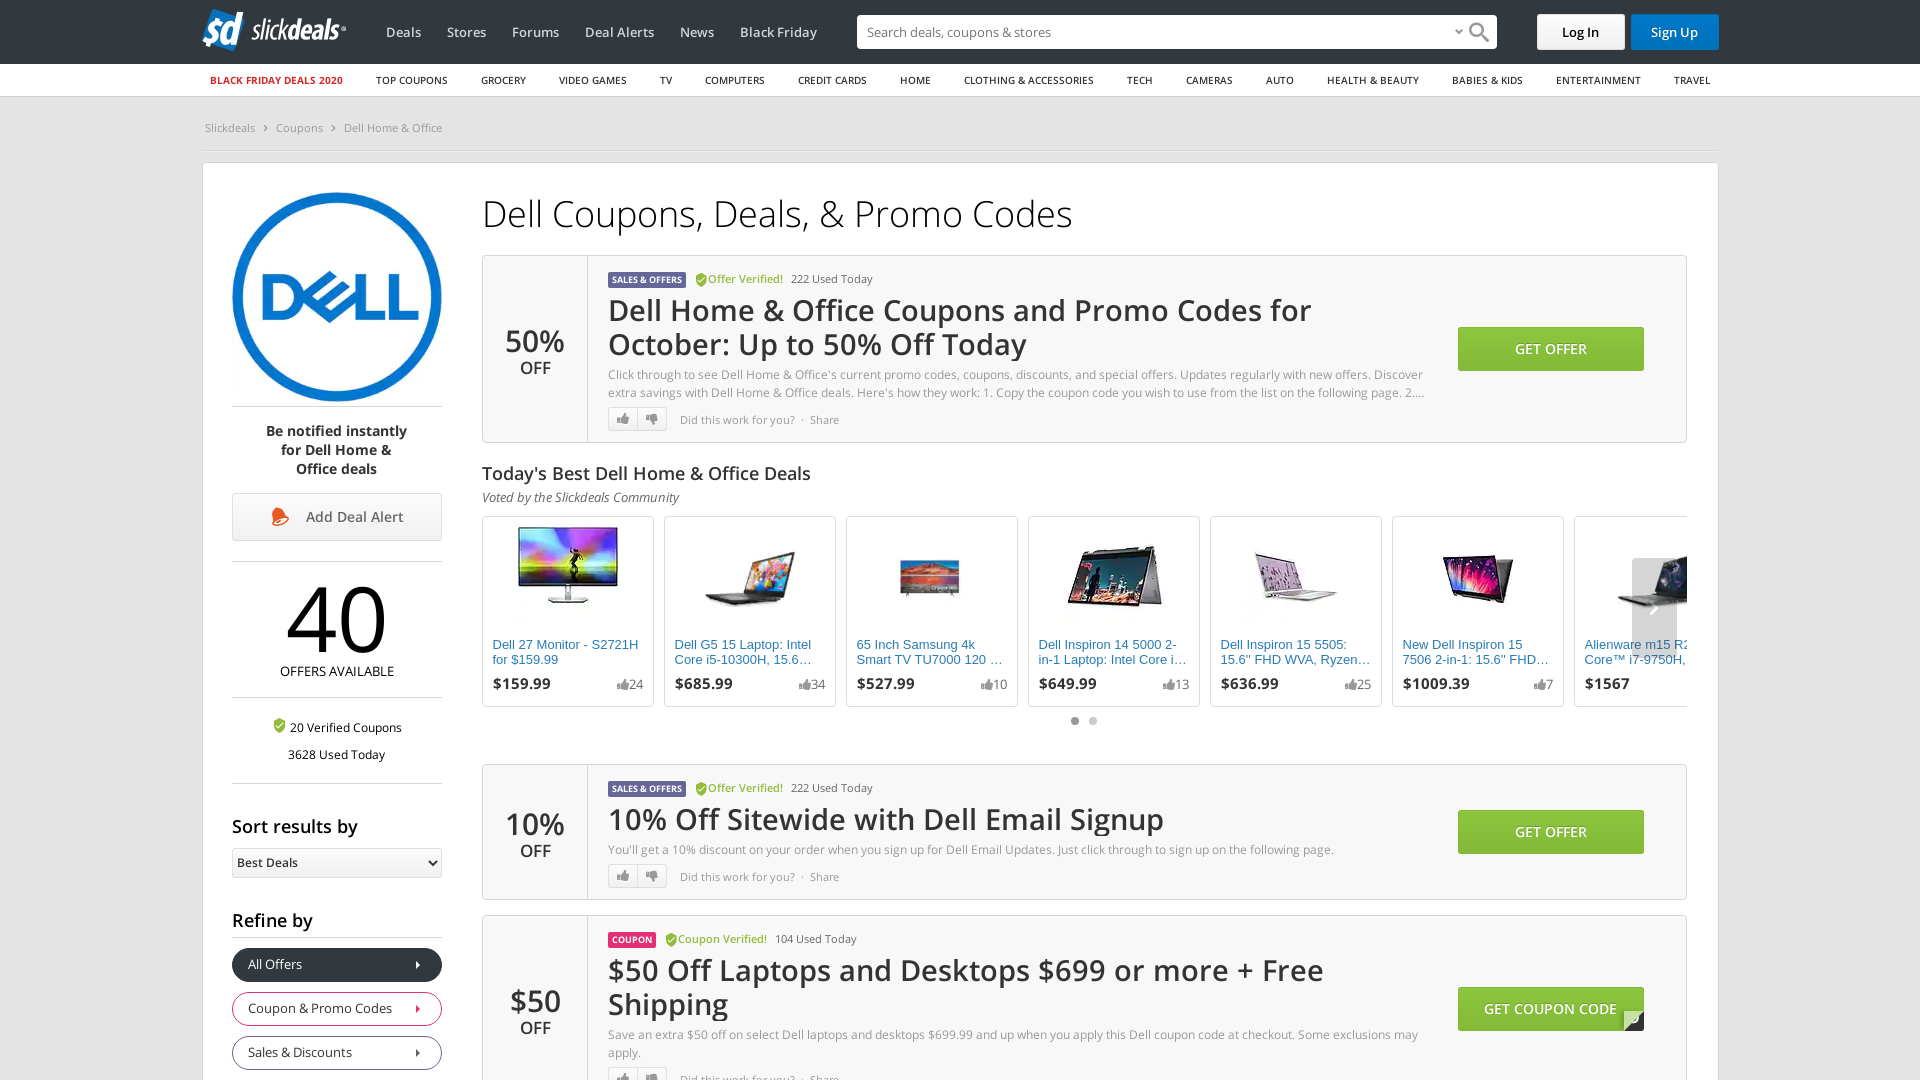 sd slickdeals
Deals
Stores
Forums
Deal Alerts
News
Black Friday
Search deals, coupons & stores
Log In
Sign Up
BLACK FRIDAY DEALS 2020
TOP COUPONS
GROCERY
VIDEO GAMES
TV
COMPUTERS
CREDIT CARDS
HOME
CLOTHING & ACCESSORIES
TECH
CAMERAS
AUTO
HEALTH & BEAUTY
BABIES & KIDS
ENTERTAINMENT
TRAVEL
Slickdeals > Coupons > Dell Home & Office
DELL
Be notified instantly
for Dell Home &
Office deals
Add Deal Alert
40
OFFERS AVAILABLE
20 Verified Coupons
3628 Used Today
Sort results by
Best Deals
Refine by
All Offers
Coupon & Promo Codes
Sales & Discounts
Dell Coupons, Deals, & Promo Codes
50%
OFF
SALES & OFFERS
Offer Verified!
222 Used Today
Dell Home & Office Coupons and Promo Codes for
October: Up to 50% Off Today
Click through to see Dell Home & Office's current promo codes, coupons, discounts, and special offers. Updates regularly with new offers. Discover
extra savings with Dell Home & Office deals. Here's how they work: 1. Copy the coupon code you wish to use from the list on the following page. 2....
Did this work for you? · Share
GET OFFER
Today's Best Dell Home & Office Deals
Voted by the Slickdeals Community
Dell 27 Monitor - S2721H
for $159.99
$159.99
24
Dell G5 15 Laptop: Intel
Core i5-10300H, 15.6…
$685.99
34
65 Inch Samsung 4k
Smart TV TU7000 120 …
$527.99
10
Dell Inspiron 14 5000 2-
in-1 Laptop: Intel Core i…
$649.99
13
Dell Inspiron 15 5505:
15.6'' FHD WVA, Ryzen…
$636.99
25
New Dell Inspiron 15
7506 2-in-1: 15.6'' FHD…
$1009.39
7
Alienware m15 R2
Core™ i7-9750H,
$1567
10%
OFF
SALES & OFFERS
Offer Verified!
222 Used Today
10% Off Sitewide with Dell Email Signup
You'll get a 10% discount on your order when you sign up for Dell Email Updates. Just click through to sign up on the following page.
Did this work for you? · Share
GET OFFER
$50
OFF
COUPON
Coupon Verified!
104 Used Today
$50 Off Laptops and Desktops $699 or more + Free
Shipping
Save an extra $50 off on select Dell laptops and desktops $699.99 and up when you apply this Dell coupon code at checkout. Some exclusions may
apply.
Did this work for you? · Share
GET COUPON CODE